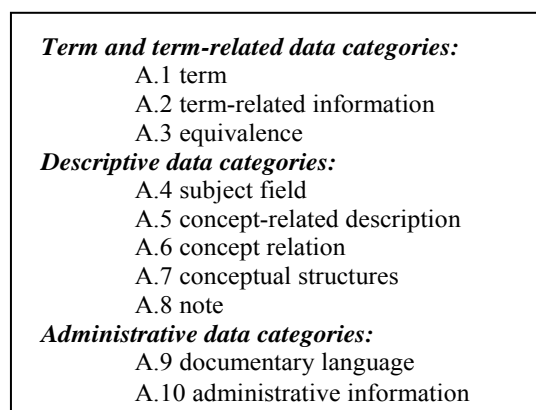 Term and term-related data categories:
A.1 term
A.2 term-related information
A.3 equivalence
Descriptive data categories:
A.4 subject field
A.5 concept-related description
A.6 concept relation
A.7 conceptual structures
A.8 note
Administrative data categories:
A.9 documentary language
A.10 administrative information